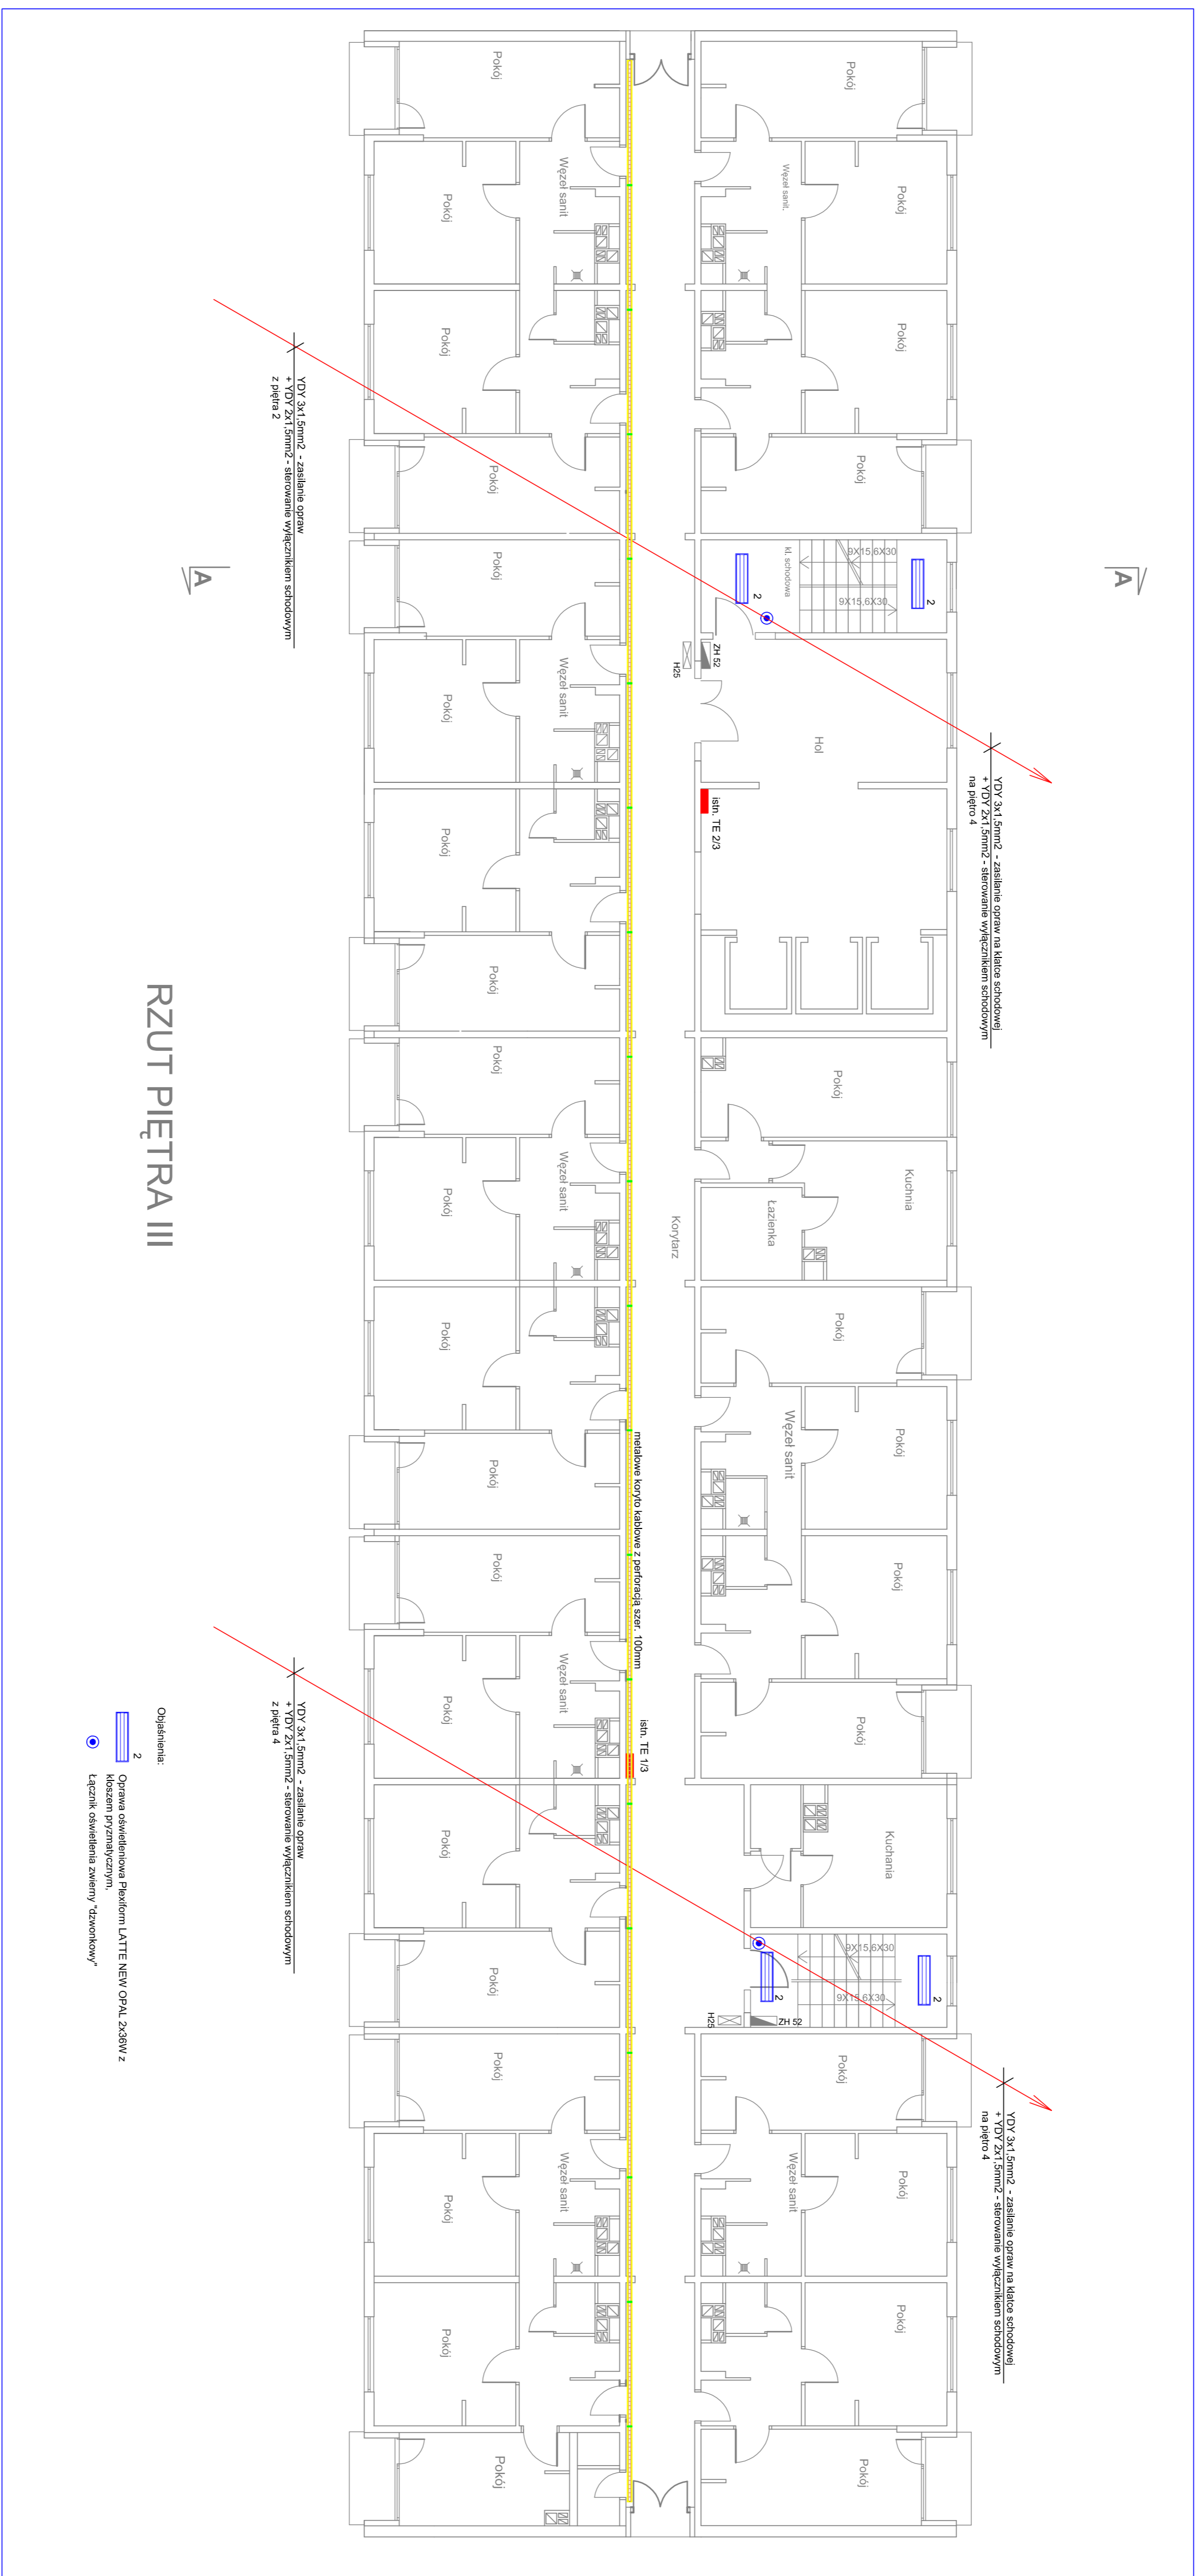 RZUT PIĘTRA III
A
A
YDY 3x1,5mm2 - zasilanie opraw na klatce schodowej
+ YDY 2x1,5mm2 - sterowanie wyłącznikiem schodowym
na piętro 4
YDY 3x1,5mm2 - zasilanie opraw na klatce schodowej
+ YDY 2x1,5mm2 - sterowanie wyłącznikiem schodowym
na piętro 4
Pokój
Pokój
Pokój
Pokój
Węzeł sanit.
9X15,6X30
9X15,6X30
kl. schodowa
2
2
ZH 52
H25
Hol
istn. TE 2/3
Pokój
Kuchnia
Łazienka
Korytarz
Pokój
Pokój
Węzeł sanit
Pokój
Pokój
Kuchania
9X15,6X30
9X15,6X30
2
2
ZH 52
H25
Pokój
Pokój
Węzeł sanit
Pokój
Pokój
metalowe koryto kablowe z perforacją szer. 100mm
istn. TE 1/3
Pokój
Węzeł sanit
Pokój
Pokój
Pokój
Pokój
Węzeł sanit
Pokój
Pokój
Pokój
Pokój
Węzeł sanit
Pokój
Pokój
Pokój
Pokój
Węzeł sanit
Pokój
Pokój
Pokój
Pokój
Węzeł sanit
Pokój
Pokój
Pokój
YDY 3x1,5mm2 - zasilanie opraw
+ YDY 2x1,5mm2 - sterowanie wyłącznikiem schodowym
z piętra 2
YDY 3x1,5mm2 - zasilanie opraw
+ YDY 2x1,5mm2 - sterowanie wyłącznikiem schodowym
z piętra 4
Objaśnienia:
2
Oprawa oświetleniowa Plexiform LATTE NEW OPAL 2x36W z
kloszem pryzmatycznym,
Łącznik oświetlenia zwierny "dzwonkowy"